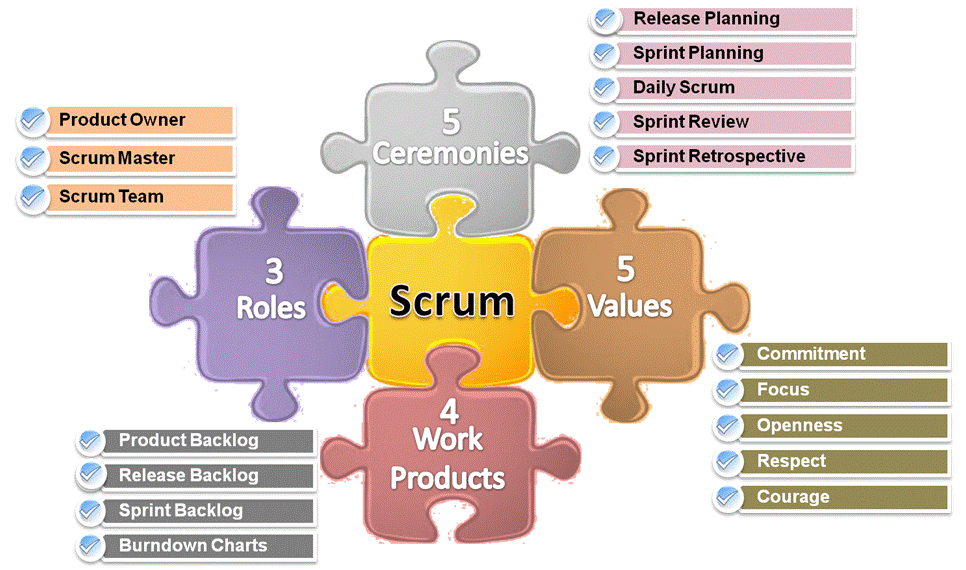 Release Planning
Sprint Planning
Daily Scrum
Sprint Review
Sprint Retrospective
5
Ceremonies
Product Owner
Scrum Master
Scrum Team
3
Roles
Scrum
5
Values
Commitment
Focus
Openness
Respect
Courage
4
Work
Products
Product Backlog
Release Backlog
Sprint Backlog
Burndown Charts